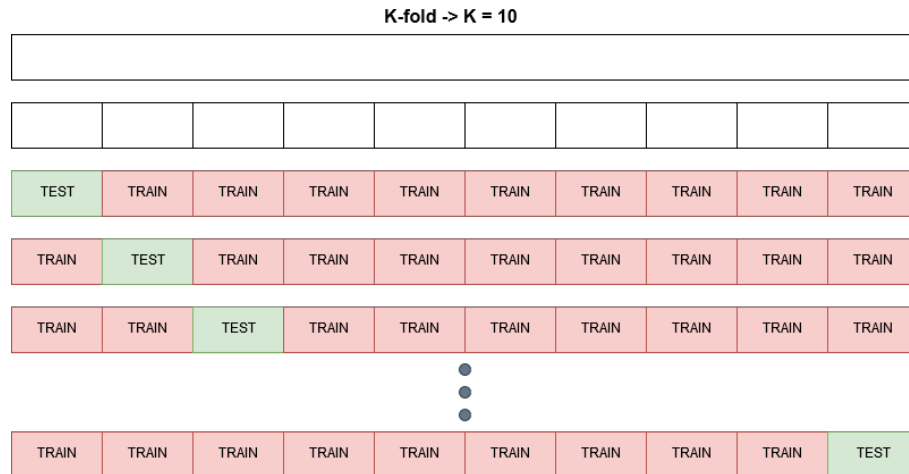 K-fold -> K = 10
TEST TRAIN TRAIN TRAIN TRAIN TRAIN TRAIN TRAIN TRAIN TRAIN
TRAIN TEST TRAIN TRAIN TRAIN TRAIN TRAIN TRAIN TRAIN TRAIN
TRAIN TRAIN TEST TRAIN TRAIN TRAIN TRAIN TRAIN TRAIN TRAIN
TRAIN TRAIN TRAIN TRAIN TRAIN TRAIN TRAIN TRAIN TRAIN TEST